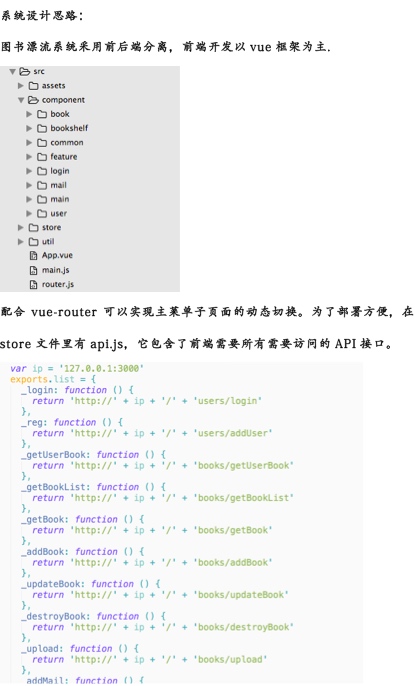 系统设计思路：
图书漂流系统采用前后端分离，前端开发以 vue 框架为主.
src
assets
component
book
bookshelf
common
feature
login
mail
main
user
store
util
App.vue
main.js
router.js
配合 vue-router 可以实现主菜单子页面的动态切换。为了部署方便，在
store 文件里有 api.js，它包含了前端需要所有需要访问的 API 接口。
var ip = '127.0.0.1:3000'
exports.list = {
_login: function () {
return 'http://' + ip + '/' + 'users/login'
},
_reg: function () {
return 'http://' + ip + '/' + 'users/addUser'
},
_getUserBook: function () {
return 'http://' + ip + '/' + 'books/getUserBook'
},
_getBookList: function () {
return 'http://' + ip + '/' + 'books/getBookList'
},
_getBook: function () {
return 'http://' + ip + '/' + 'books/getBook'
},
_addBook: function () {
return 'http://' + ip + '/' + 'books/addBook'
},
_updateBook: function () {
return 'http://' + ip + '/' + 'books/updateBook'
},
_destroyBook: function () {
return 'http://' + ip + '/' + 'books/destroyBook'
},
_upload: function () {
return 'http://' + ip + '/' + 'books/upload'
},
_addMail: function () {